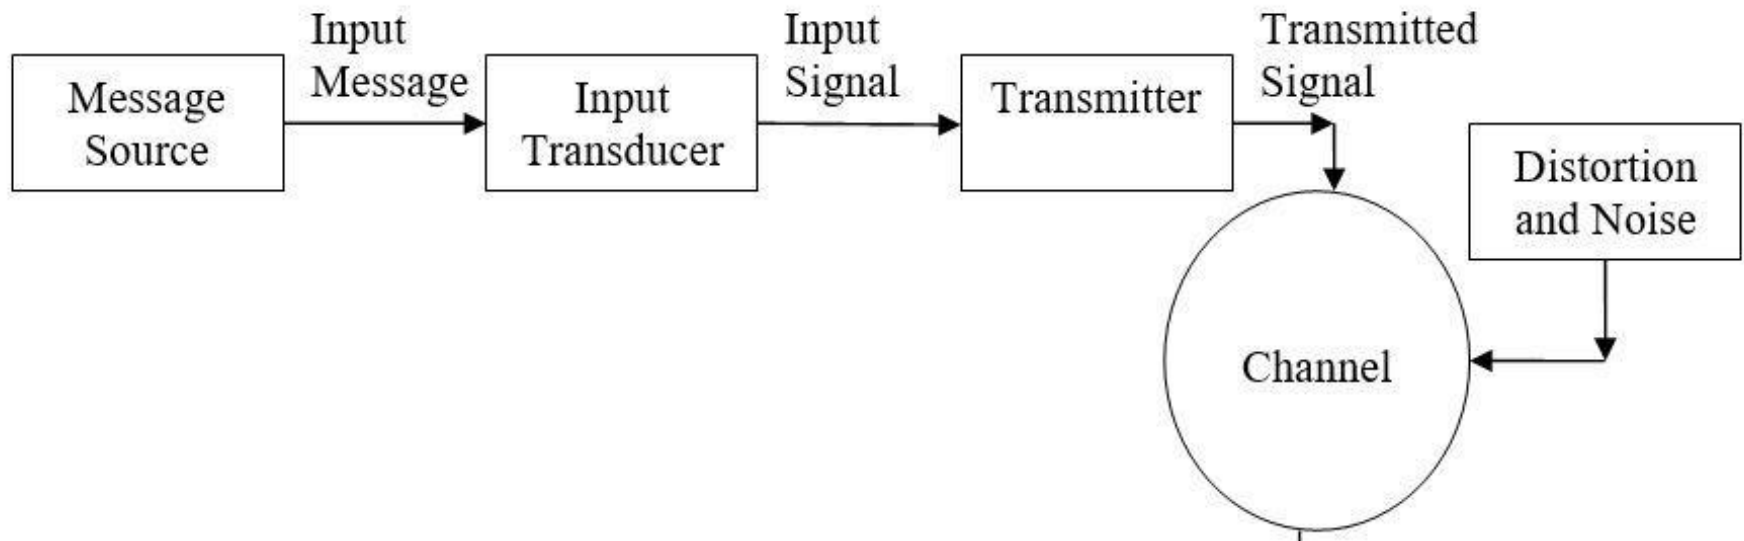 Input
Message
Input
Signal
Transmitted
Signal
Message
Source
Input
Transducer
Transmitter
Distortion
and Noise
Channel